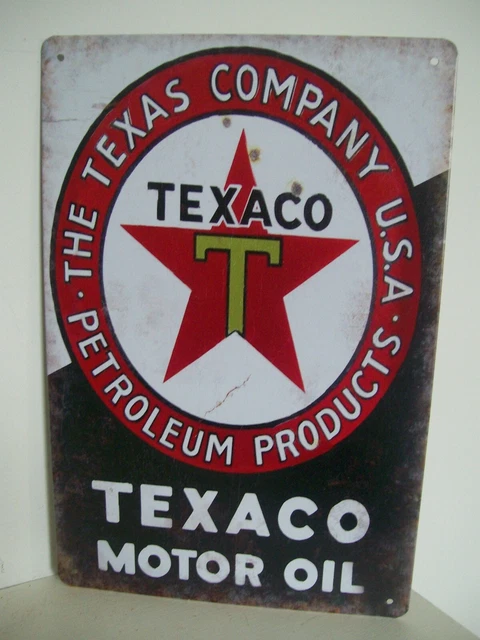 THE TEXAS COMPANY U.S.A.
PETROLEUM PRODUCTS
TEXACO
T
TEXACO
MOTOR OIL